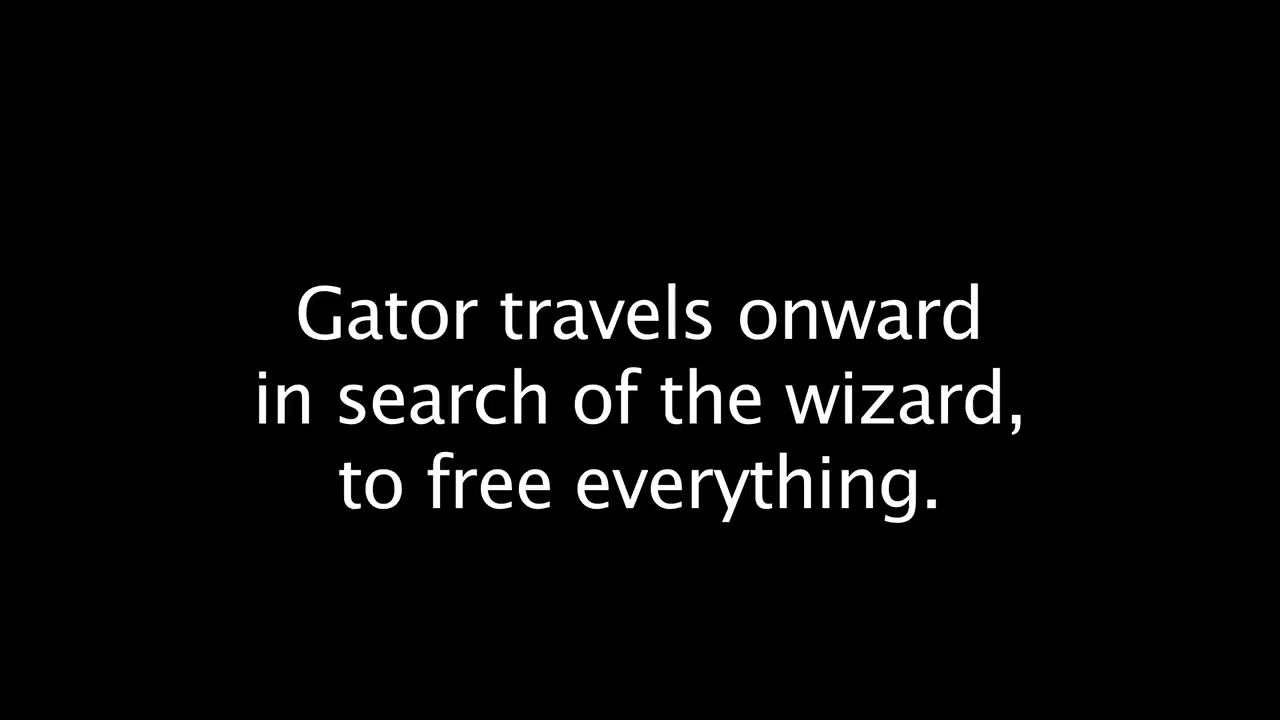 Gator travels onward
in search of the wizard,
to free everything.